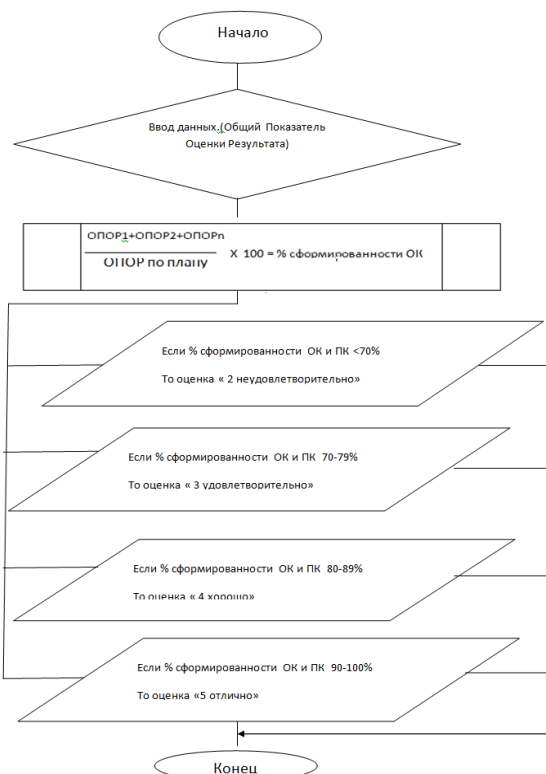 Начало
Ввод данных.(Общий Показатель
Оценки Результата)
ОПОР1+ОПОР2+ОПОРn
ОПОР по плану
Х 100 = % сформированности ОК
Если % сформированности ОК и ПК <70%
То оценка « 2 неудовлетворительно»
Если % сформированности ОК и ПК 70-79%
То оценка « 3 удовлетворительно»
Если % сформированности ОК и ПК 80-89%
То оценка « 4 хорошо»
Если % сформированности ОК и ПК 90-100%
То оценка «5 отлично»
Конец